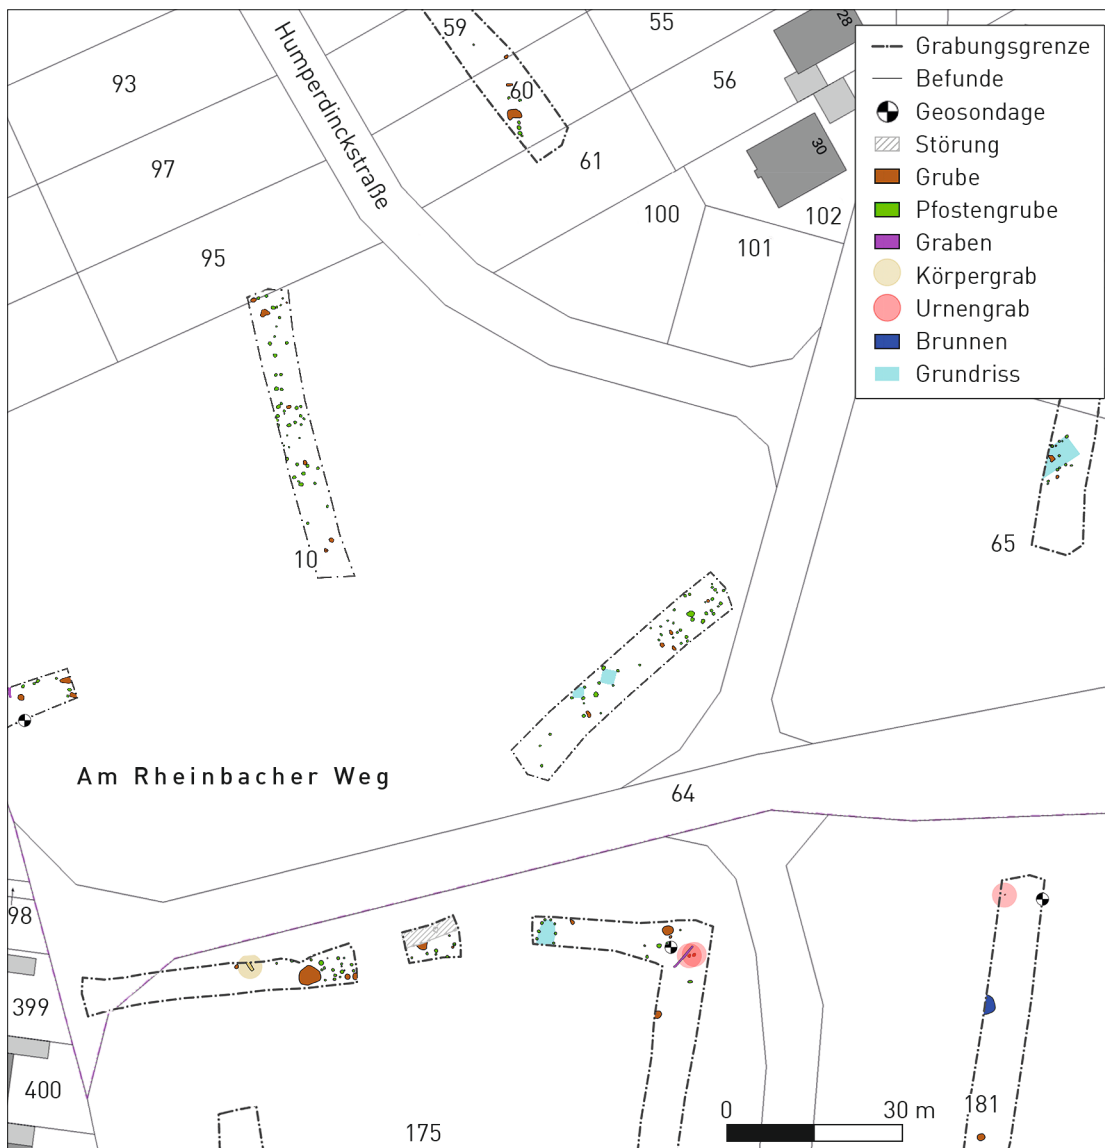 59
55
28
93
60
56
Humperdinckstraße
30
97
61
100
102
95
101
Grabungsgrenze
Befunde
Geosondage
Störung
Grube
Pfostengrube
Graben
Körpergrab
Urnengrab
Brunnen
Grundriss
10
65
Am Rheinbacher Weg
64
98
399
400
175
181
0 30 m